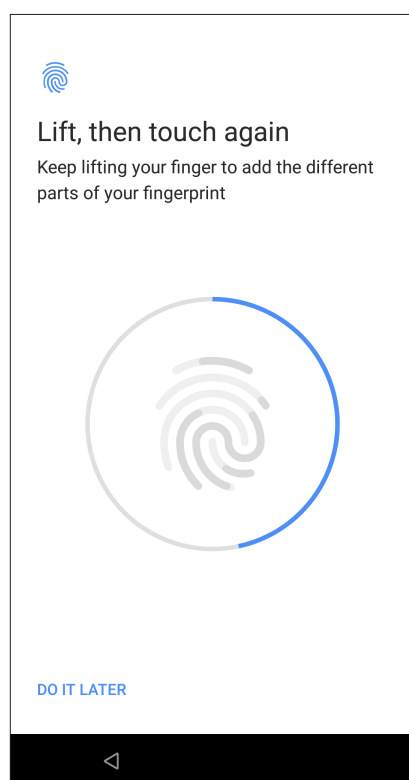 Lift, then touch again
Keep lifting your finger to add the different
parts of your fingerprint
DO IT LATER